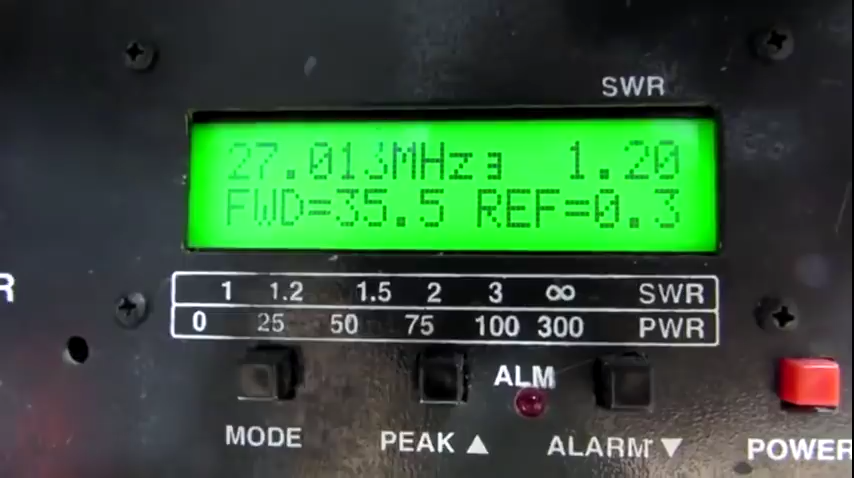 SWR
27.013MHz 1.20
FWD=35.5 REF=0.3
1 1.2 1.5 2 3 ∞ SWR
0 25 50 75 100 300 PWR
ALM
MODE PEAK ▲ ALARM ▼ POWER